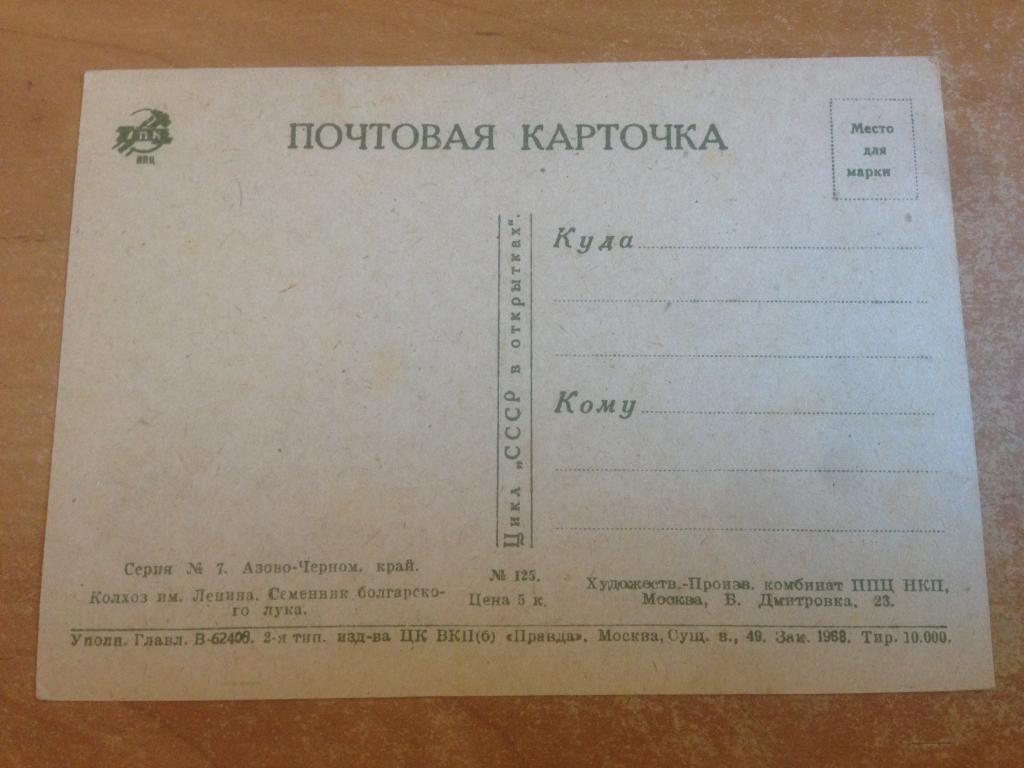 ППЦ
ПОЧТОВАЯ КАРТОЧКА
Место
для
марки
Цикл „СССР в открытках“.
Куда
Кому
Серия № 7. Азово-Черном. край.
Колхоз им. Ленина. Семенник болгарско-
го лука.
№ 125.
Цена 5 к.
Художеств.-Произв. комбинат ППЦ НКП,
Москва, Б. Дмитровка, 23.
Уполн. Главл. В-62408. 2-я тип. изд-ва ЦК ВКП(б) «Правда», Москва, Сущ. в., 49. Зак. 1968. Тир. 10.000.